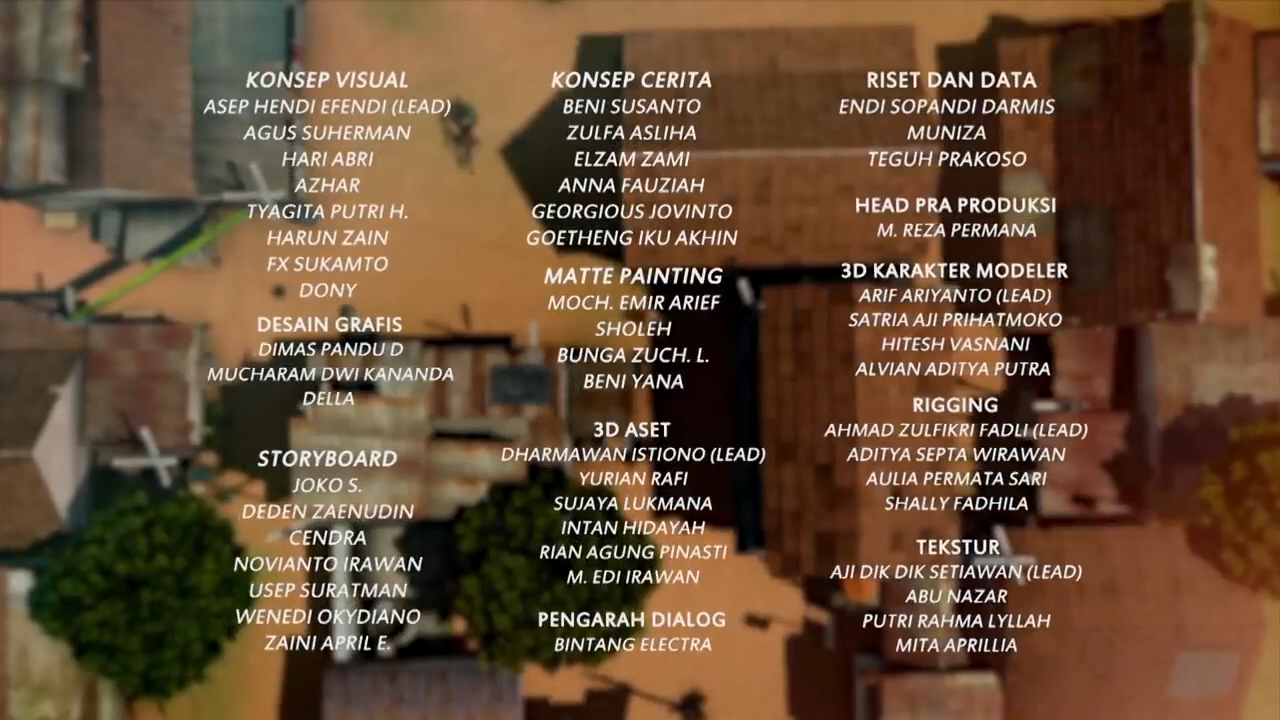 KONSEP VISUAL
ASEP HENDI EFENDI (LEAD)
AGUS SUHERMAN
HARI ABRI
AZHAR
TYAGITA PUTRI H.
HARUN ZAIN
FX SUKAMTO
DONY
DESAIN GRAFIS
DIMAS PANDU D
MUCHARAM DWI KANANDA
DELLA
STORYBOARD
JOKO S.
DEDEN ZAENUDIN
CENDRA
NOVIANTO IRAWAN
USEP SURATMAN
WENEDI OKYDIANO
ZAINI APRIL E.
KONSEP CERITA
BENI SUSANTO
ZULFA ASLIHA
ELZAM ZAMI
ANNA FAUZIAH
GEORGIOUS JOVINTO
GOETHENG IKU AKHIN
MATTE PAINTING
MOCH. EMIR ARIEF
SHOLEH
BUNGA ZUCH. L.
BENI YANA
3D ASET
DHARMAWAN ISTIONO (LEAD)
YURIAN RAFI
SUJAYA LUKMANA
INTAN HIDAYAH
RIAN AGUNG PINASTI
M. EDI IRAWAN
PENGARAH DIALOG
BINTANG ELECTRA
RISET DAN DATA
ENDI SOPANDI DARMIS
MUNIZA
TEGUH PRAKOSO
HEAD PRA PRODUKSI
M. REZA PERMANA
3D KARAKTER MODELER
ARIF ARIYANTO (LEAD)
SATRIA AJI PRIHATMOKO
HITESH VASNANI
ALVIAN ADITYA PUTRA
RIGGING
AHMAD ZULFIKRI FADLI (LEAD)
ADITYA SEPTA WIRAWAN
AULIA PERMATA SARI
SHALLY FADHILA
TEKSTUR
AJI DIK DIK SETIAWAN (LEAD)
ABU NAZAR
PUTRI RAHMA LYLLAH
MITA APRILLIA